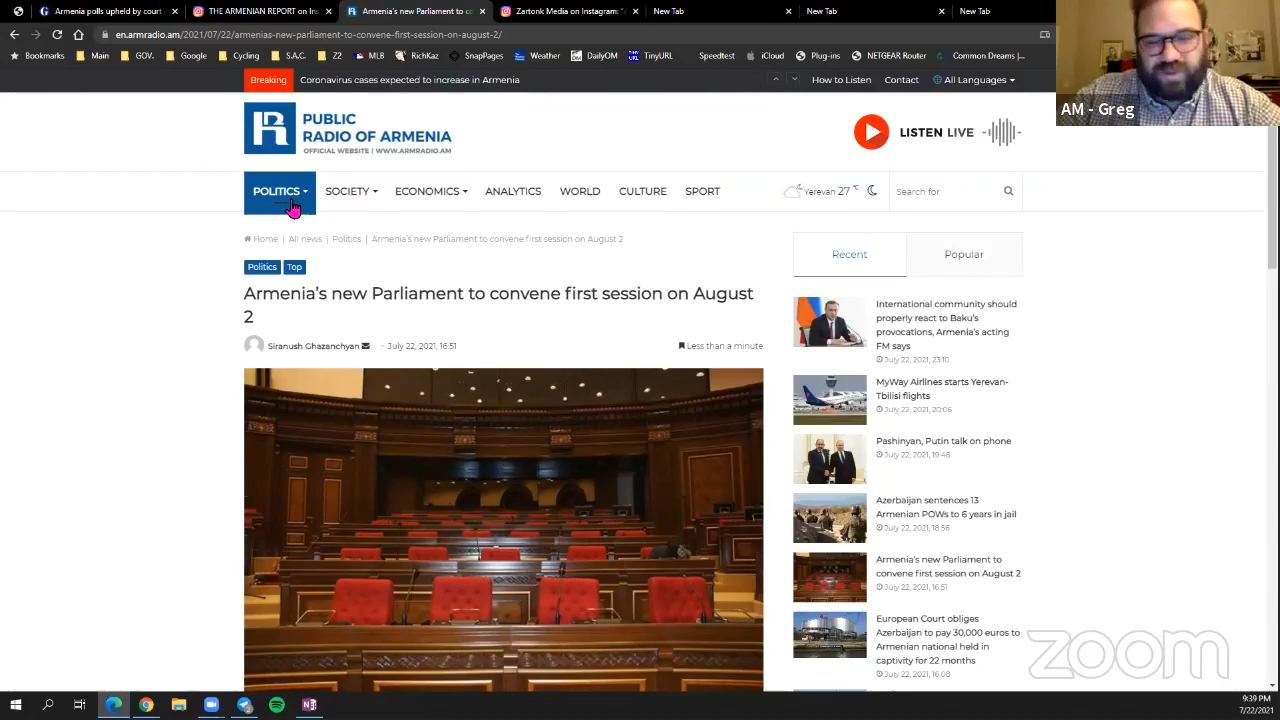 Armenia polls upheld by court
THE ARMENIAN REPORT on Ins
Armenia's new Parliament to co
Zartonk Media on Instagram: "
New Tab
New Tab
New Tab
en.armradio.am/2021/07/22/armenias-new-parliament-to-convene-first-session-on-august-2/
Bookmarks
Main
GOV.
Google
Cycling
S.A.C.
MLB
RichKaz
SnapPages
Weather
DailyOM
TinyURL
Speedtest
iCloud
Plug-ins
NETGEAR Router
Common Dreams
AM - Greg
Breaking
Coronavirus cases expected to increase in Armenia
How to Listen
Contact
All Languages
PUBLIC
RADIO OF ARMENIA
OFFICIAL WEBSITE | WWW.ARMRADIO.AM
LISTEN LIVE
POLITICS
SOCIETY
ECONOMICS
ANALYTICS
WORLD
CULTURE
SPORT
Yerevan 27 ℃
Search for
Home | All news | Politics | Armenia's new Parliament to convene first session on August 2
Politics
Top
Armenia's new Parliament to convene first session on August
2
Siranush Ghazanchyan
July 22, 2021, 16:51
Less than a minute
Recent
Popular
International community should
properly react to Baku's
provocations, Armenia's acting
FM says
July 22, 2021, 23:10
MyWay Airlines starts Yerevan-
Tbilisi flights
July 22, 2021, 20:06
Pashinyan, Putin talk on phone
July 22, 2021, 19:46
Azerbaijan sentences 13
Armenian POWs to 6 years in jail
July 22, 2021, 18:56
Armenia's new Parliament to
convene first session on August 2
July 22, 2021, 16:51
European Court obliges
Azerbaijan to pay 30,000 euros to
Armenian national held in
captivity for 22 months
July 22, 2021, 16:08
zoom
9:39 PM
7/22/2021